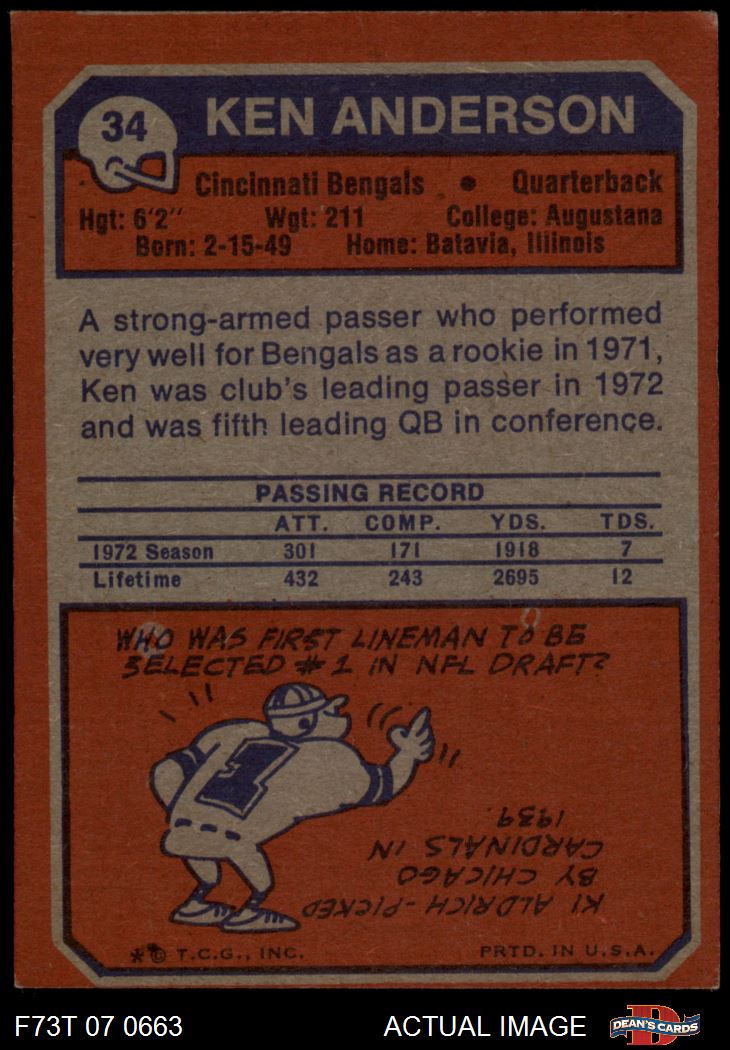 34
KEN ANDERSON
Cincinnati Bengals • Quarterback
Hgt: 6'2" Wgt: 211 College: Augustana
Born: 2-15-49 Home: Batavia, Illinois
A strong-armed passer who performed
very well for Bengals as a rookie in 1971,
Ken was club's leading passer in 1972
and was fifth leading QB in conference.
PASSING RECORD
ATT. COMP. YDS. TDS.
1972 Season 301 171 1918 7
Lifetime 432 243 2695 12
WHO WAS FIRST LINEMAN TO BE
SELECTED #1 IN NFL DRAFT?
1
KI ALDRICH - PICKED
BY CHICAGO
CARDINALS IN
1939.
*© T.C.G., INC. PRTD. IN U.S.A.
F73T 07 0663 ACTUAL IMAGE D DEAN'S CARDS